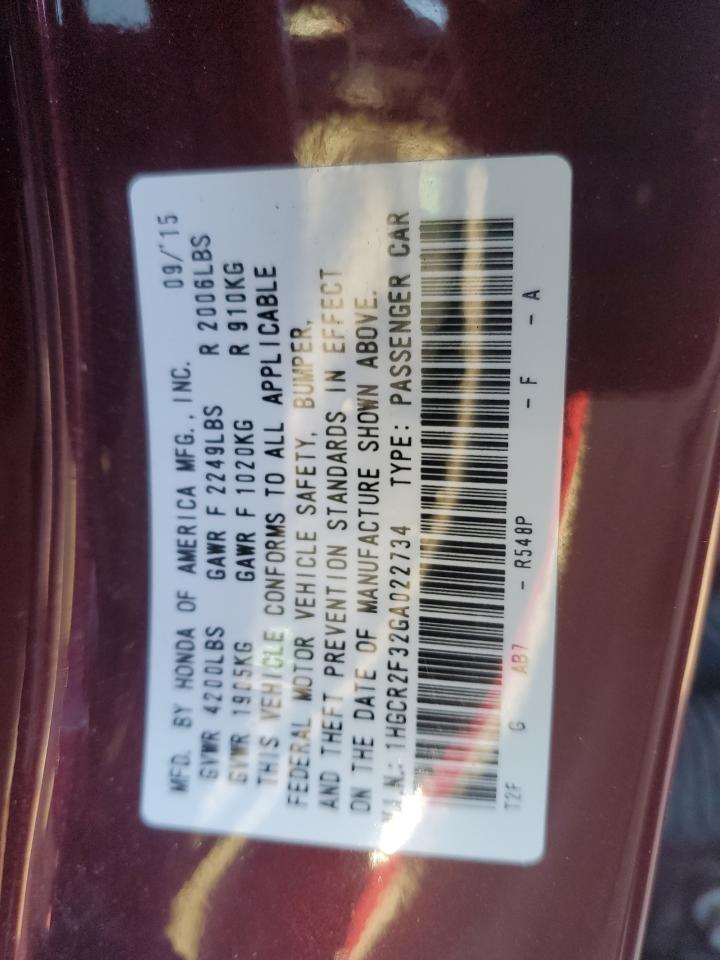 MFD. BY HONDA OF AMERICA MFG., INC. 09/'15
GVWR 4200LBS GAWR F 2249LBS R 2006LBS
GVWR 1905KG GAWR F 1020KG R 910KG
THIS VEHICLE CONFORMS TO ALL APPLICABLE
FEDERAL MOTOR VEHICLE SAFETY, BUMPER,
AND THEFT PREVENTION STANDARDS IN EFFECT
ON THE DATE OF MANUFACTURE SHOWN ABOVE.
V.I.N.: 1HGCR2F32GA022734 TYPE: PASSENGER CAR
T2F G AB7 - R548P - F - A